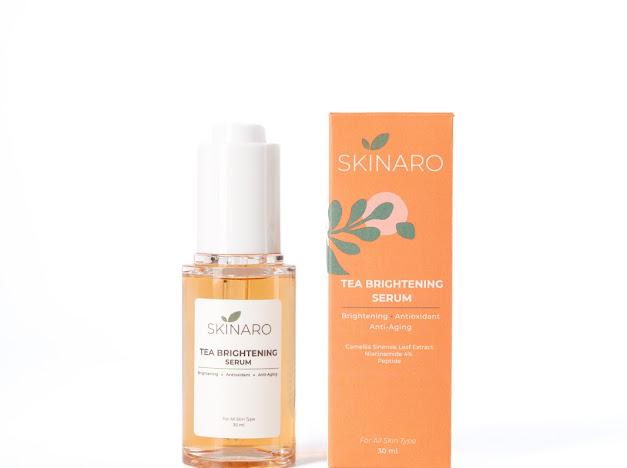 SKINARO
TEA BRIGHTENING
SERUM
Brightening • Antioxidant • Anti-Aging
For All Skin Type
30 ml
SKINARO
TEA BRIGHTENING
SERUM
Brightening • Antioxidant
Anti-Aging
Camellia Sinensis Leaf Extract
Niacinamide 4%
Peptide
For All Skin Type
30 ml